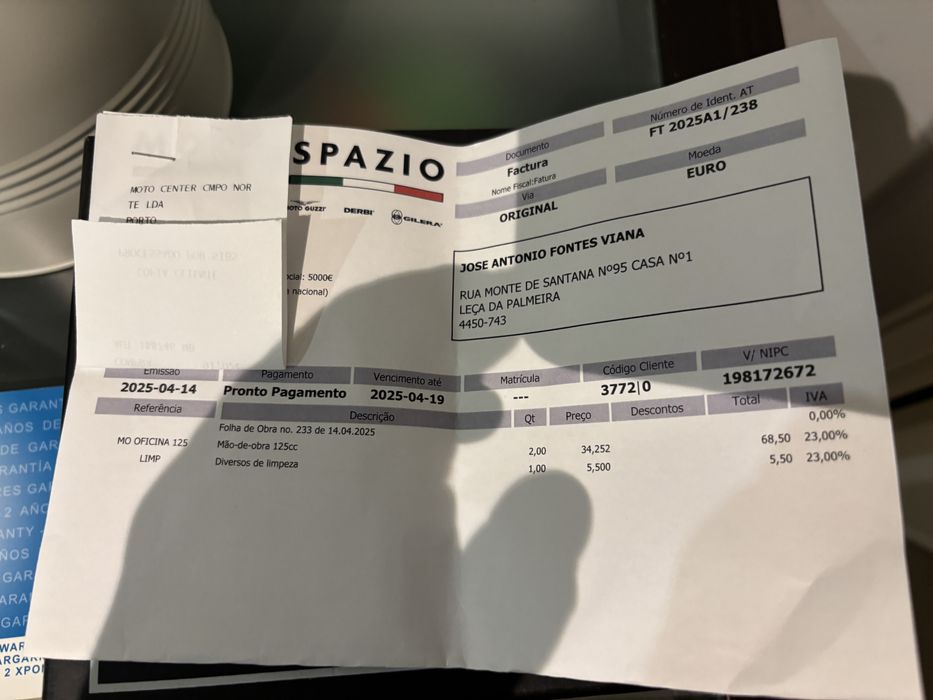 SPAZIO
MOTO GUZZI DERBI GILERA
MOTO CENTER CMPO NOR
TE LDA
PORTO
Documento
Factura
Nome Fiscal:Fatura
Via
ORIGINAL
Número de Ident. AT
FT 2025A1/238
Moeda
EURO
JOSE ANTONIO FONTES VIANA
RUA MONTE DE SANTANA Nº95 CASA Nº1
LEÇA DA PALMEIRA
4450-743
cial: 5000€
nacional)
Emissão Pagamento Vencimento até Matrícula Código Cliente V/ NIPC
2025-04-14 Pronto Pagamento 2025-04-19 --- 3772|0 198172672
Referência Descrição Qt Preço Descontos Total IVA
Folha de Obra no. 233 de 14.04.2025 0,00%
MO OFICINA 125 Mão-de-obra 125cc 2,00 34,252 68,50 23,00%
LIMP Diversos de limpeza 1,00 5,500 5,50 23,00%
S GARANT
AÑOS DE
DE GAR
RANTÍA
RES GA
2 AÑO
ANTY
ÑOS
GAR
ARA
GAR
WAR
ARGAN
2 XPO